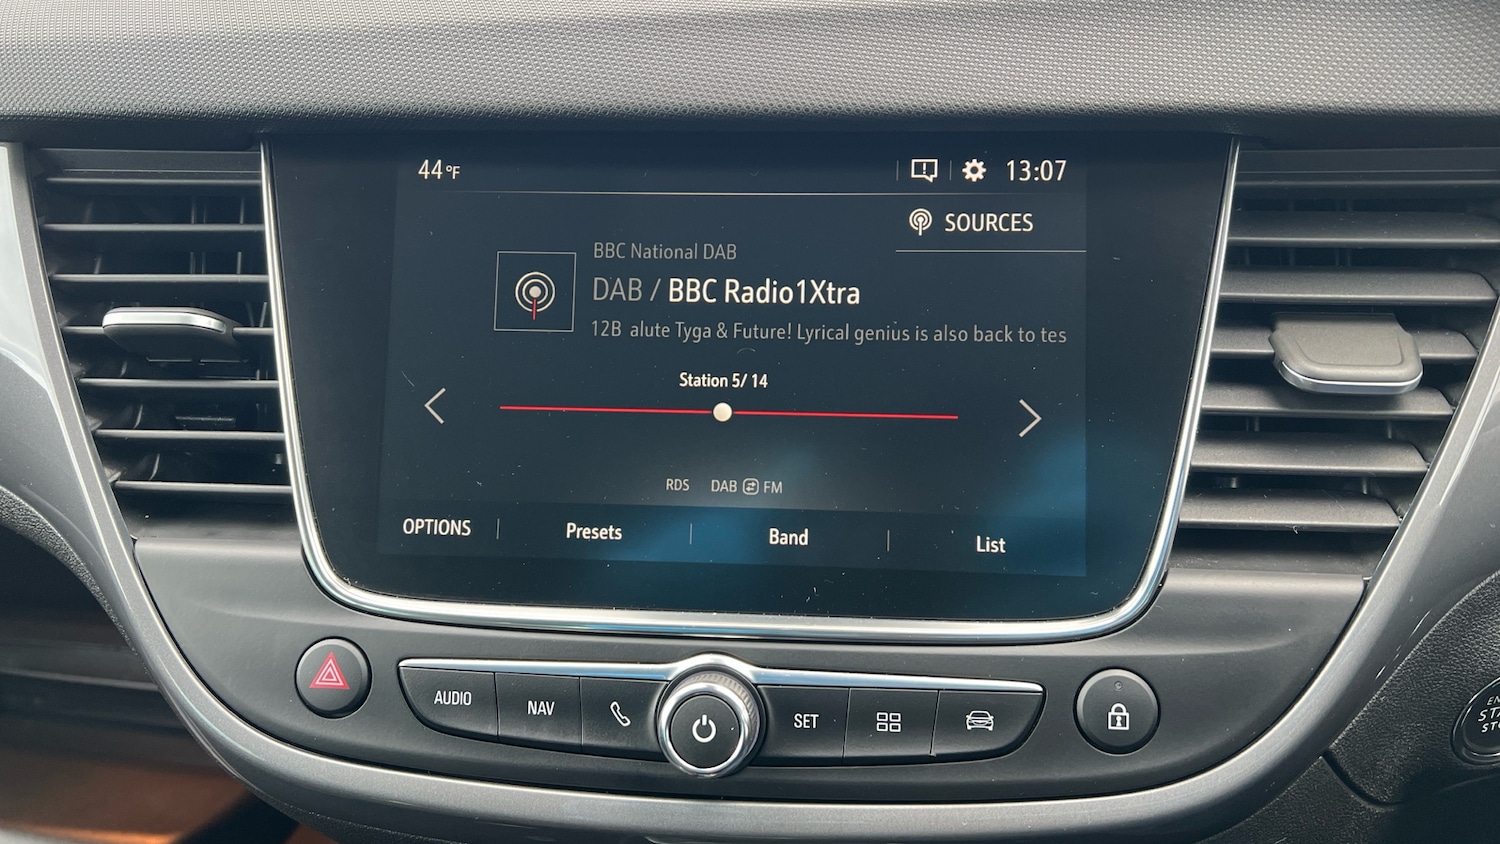 44°F 13:07
SOURCES
BBC National DAB
DAB / BBC Radio1Xtra
12B alute Tyga & Future! Lyrical genius is also back to tes
Station 5/ 14
RDS DAB FM
OPTIONS Presets Band List
AUDIO NAV SET